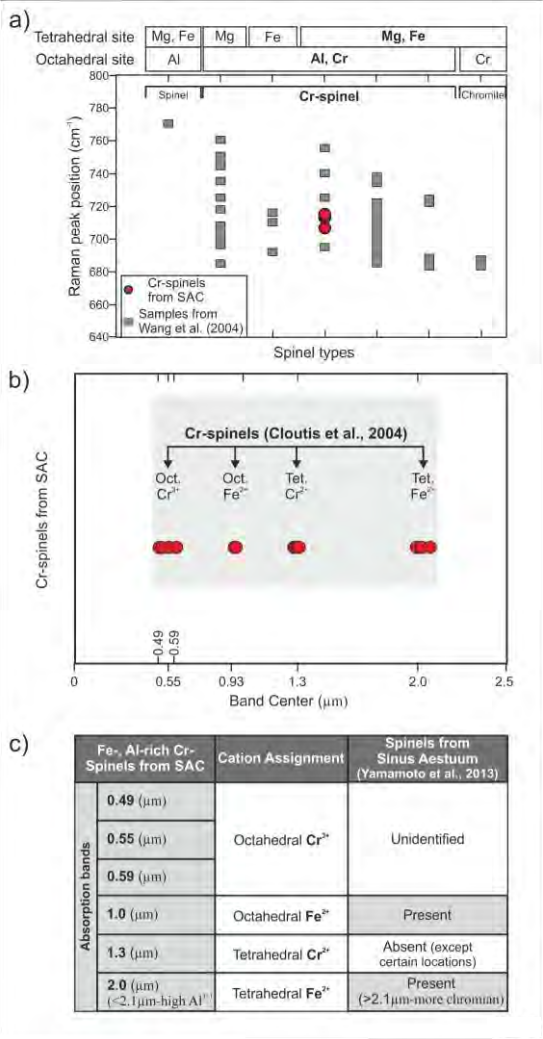 a)
Tetrahedral site Mg, Fe Mg Fe Mg, Fe
Octahedral site Al Al, Cr Cr
800
Spinel Cr-spinel Chromite
780
760
740
720
700
680
660
640
Raman peak position (cm⁻¹)
Cr-spinels
from SAC
Samples from
Wang et al. (2004)
Spinel types
b)
Cr-spinels (Cloutis et al., 2004)
Oct. Oct. Tet. Tet.
Cr³⁺ Fe²⁺ Cr²⁺ Fe²⁺
Cr-spinels from SAC
0.49 0.59
0 0.55 0.93 1.3 2.0 2.5
Band Center (µm)
c)
Fe-, Al-rich Cr-
Spinels from SAC
Cation Assignment
Spinels from
Sinus Aestuum
(Yamamoto et al., 2013)
Absorption bands
0.49 (µm)
0.55 (µm)
0.59 (µm)
Octahedral Cr³⁺
Unidentified
1.0 (µm)
Octahedral Fe²⁺
Present
1.3 (µm)
Tetrahedral Cr²⁺
Absent (except
certain locations)
2.0 (µm)
(<2.1µm-high Al³⁺)
Tetrahedral Fe²⁺
Present
(>2.1µm-more chromian)